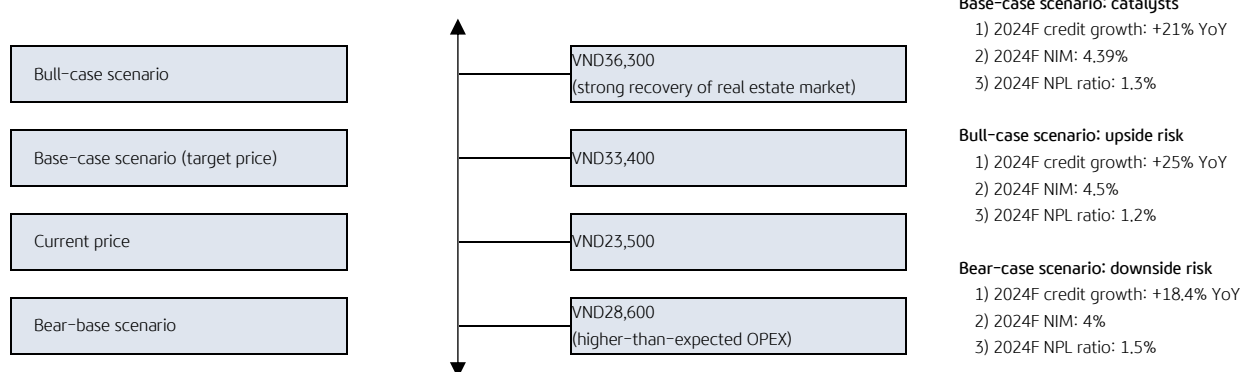 Bull-case scenario
VND36,300
(strong recovery of real estate market)
Base-case scenario (target price)
VND33,400
Current price
VND23,500
Bear-base scenario
VND28,600
(higher-than-expected OPEX)
Base-case scenario: catalysts
1) 2024F credit growth: +21% YoY
2) 2024F NIM: 4.39%
3) 2024F NPL ratio: 1.3%
Bull-case scenario: upside risk
1) 2024F credit growth: +25% YoY
2) 2024F NIM: 4.5%
3) 2024F NPL ratio: 1.2%
Bear-case scenario: downside risk
1) 2024F credit growth: +18.4% YoY
2) 2024F NIM: 4%
3) 2024F NPL ratio: 1.5%